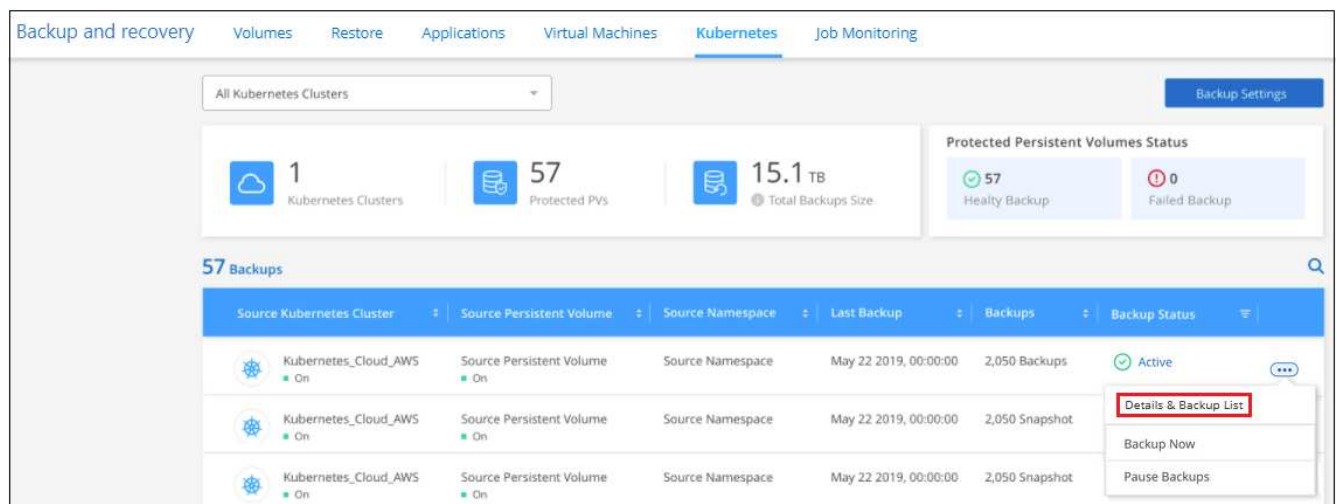 Backup and recovery Volumes Restore Applications Virtual Machines Kubernetes Job Monitoring
All Kubernetes Clusters Backup Settings
Protected Persistent Volumes Status
1 57 15.1 TB 57 0
Kubernetes Clusters Protected PVs Total Backups Size Healty Backup Failed Backup
57 Backups
Source Kubernetes Cluster Source Persistent Volume Source Namespace Last Backup Backups Backup Status
Kubernetes_Cloud_AWS Source Persistent Volume Source Namespace May 22 2019, 00:00:00 2,050 Backups Active
On On
Details & Backup List
Kubernetes_Cloud_AWS Source Persistent Volume Source Namespace May 22 2019, 00:00:00 2,050 Snapshot
On On
Backup Now
Kubernetes_Cloud_AWS Source Persistent Volume Source Namespace May 22 2019, 00:00:00 2,050 Snapshot Pause Backups
On On